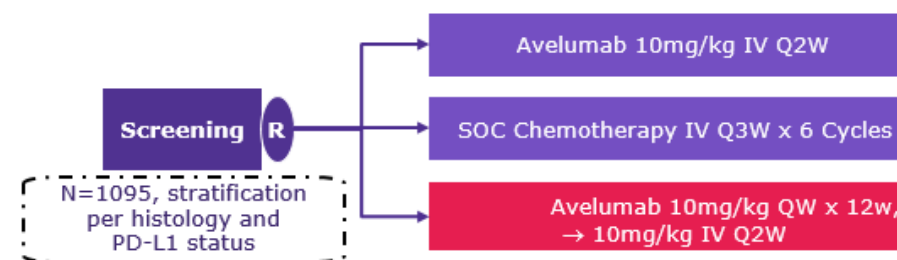 Avelumab 10mg/kg IV Q2W
Screening
R
SOC Chemotherapy IV Q3W x 6 Cycles
N=1095, stratification
per histology and
PD-L1 status
Avelumab 10mg/kg QW x 12w,
→ 10mg/kg IV Q2W